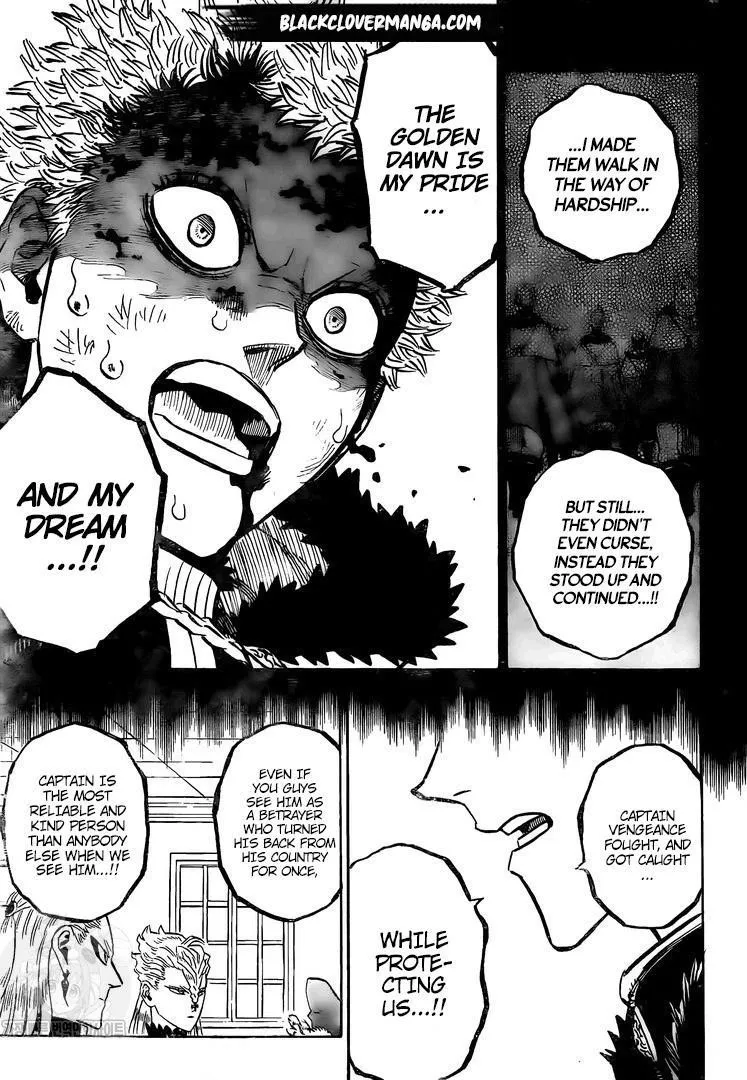 BLACKCLOVERMANGA.COM
...I MADE
THEM WALK IN
THE WAY OF
HARDSHIP...
BUT STILL...
THEY DIDN'T
EVEN CURSE,
INSTEAD THEY
STOOD UP AND
CONTINUED...!!
THE
GOLDEN
DAWN IS
MY PRIDE
...
AND MY
DREAM
...!!
CAPTAIN
VENGEANCE
FOUGHT, AND
GOT CAUGHT
...
WHILE
PROTE-
CTING
US...!!
EVEN IF
YOU GUYS
SEE HIM AS
A BETRAYER
WHO TURNED
HIS BACK FROM
HIS COUNTRY
FOR ONCE,
CAPTAIN IS
THE MOST
RELIABLE AND
KIND PERSON
THAN ANYBODY
ELSE WHEN WE
SEE HIM...!!